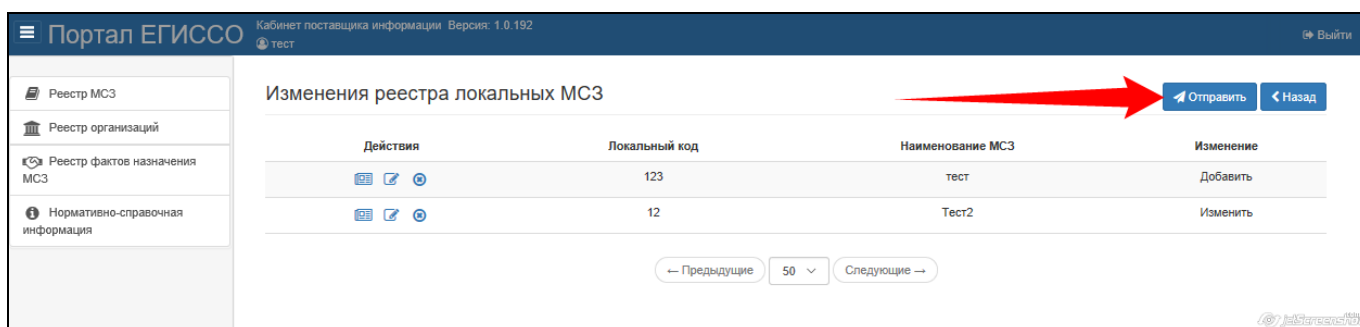 Портал ЕГИССО
Кабинет поставщика информации Версия: 1.0.192
тест
Выйти
Реестр МСЗ
Реестр организаций
Реестр фактов назначения
МСЗ
Нормативно-справочная
информация
Изменения реестра локальных МСЗ
Отправить
Назад
Действия Локальный код Наименование МСЗ Изменение
123 тест Добавить
12 Тест2 Изменить
← Предыдущие 50 Следующие →